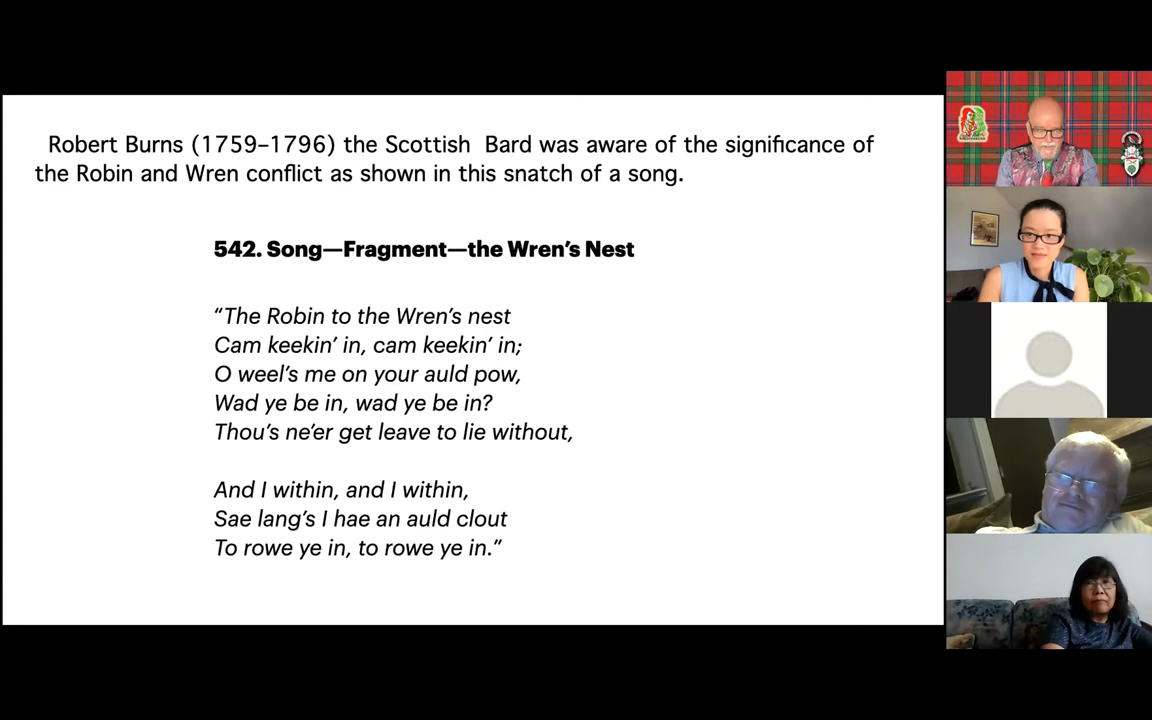 Robert Burns (1759–1796) the Scottish Bard was aware of the significance of
the Robin and Wren conflict as shown in this snatch of a song.
542. Song—Fragment—the Wren’s Nest
“The Robin to the Wren’s nest
Cam keekin’ in, cam keekin’ in;
O weel’s me on your auld pow,
Wad ye be in, wad ye be in?
Thou’s ne’er get leave to lie without,
And I within, and I within,
Sae lang’s I hae an auld clout
To rowe ye in, to rowe ye in.”